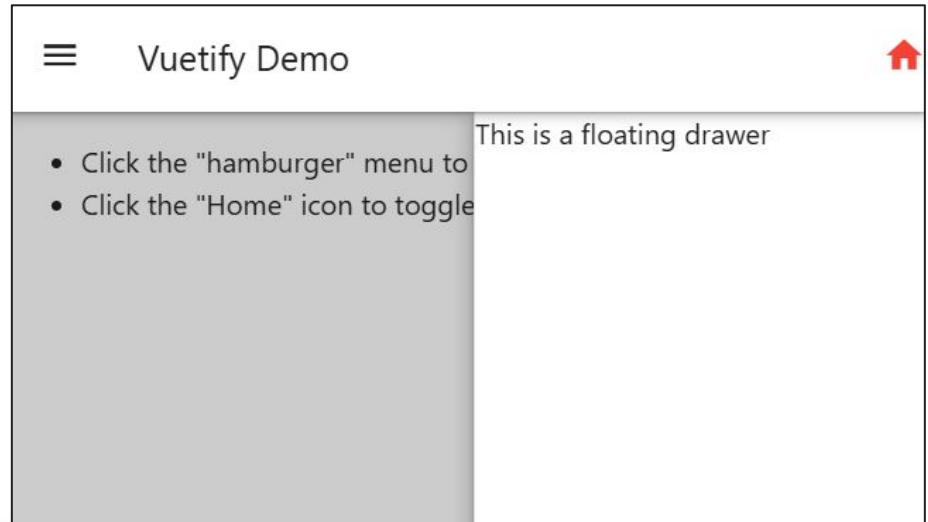 Vuetify Demo
Click the "hamburger" menu to
Click the "Home" icon to toggle
This is a floating drawer